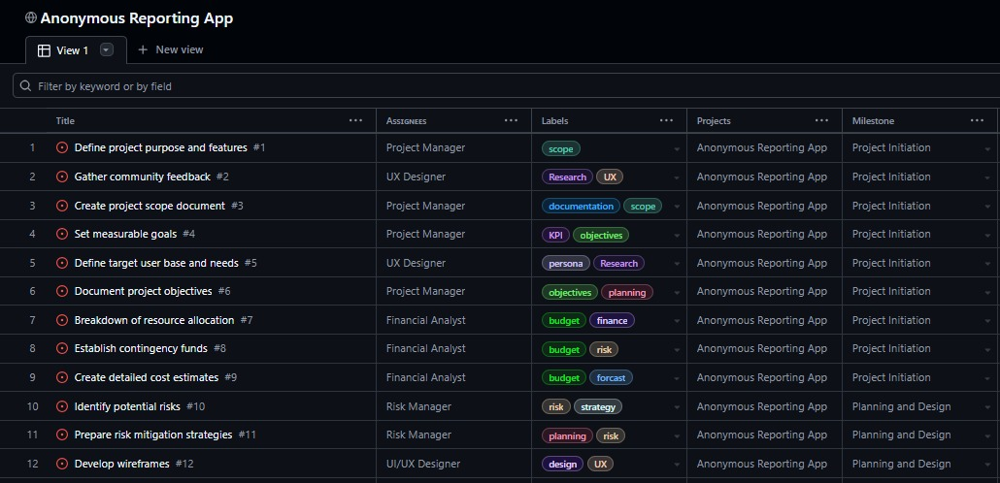 Anonymous Reporting App
View 1 New view
Filter by keyword or by field
Title Assignees Labels Projects Milestone
1 Define project purpose and features #1 Project Manager scope Anonymous Reporting App Project Initiation
2 Gather community feedback #2 UX Designer Research UX Anonymous Reporting App Project Initiation
3 Create project scope document #3 Project Manager documentation scope Anonymous Reporting App Project Initiation
4 Set measurable goals #4 Project Manager KPI objectives Anonymous Reporting App Project Initiation
5 Define target user base and needs #5 UX Designer persona Research Anonymous Reporting App Project Initiation
6 Document project objectives #6 Project Manager objectives planning Anonymous Reporting App Project Initiation
7 Breakdown of resource allocation #7 Financial Analyst budget finance Anonymous Reporting App Project Initiation
8 Establish contingency funds #8 Financial Analyst budget risk Anonymous Reporting App Project Initiation
9 Create detailed cost estimates #9 Financial Analyst budget forcast Anonymous Reporting App Project Initiation
10 Identify potential risks #10 Risk Manager risk strategy Anonymous Reporting App Planning and Design
11 Prepare risk mitigation strategies #11 Risk Manager planning risk Anonymous Reporting App Planning and Design
12 Develop wireframes #12 UI/UX Designer design UX Anonymous Reporting App Planning and Design